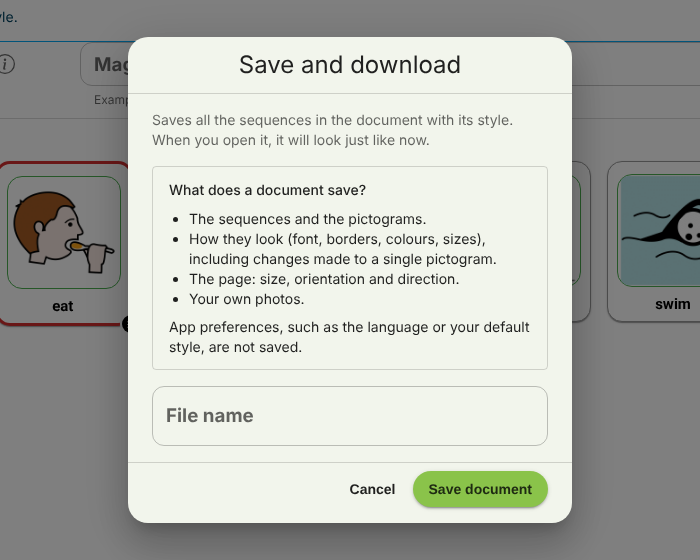 yle.
Mag
Examp
Save and download
Saves all the sequences in the document with its style.
When you open it, it will look just like now.
What does a document save?
• The sequences and the pictograms.
• How they look (font, borders, colours, sizes),
including changes made to a single pictogram.
• The page: size, orientation and direction.
• Your own photos.
App preferences, such as the language or your default
style, are not saved.
File name
Cancel
Save document
eat
swim